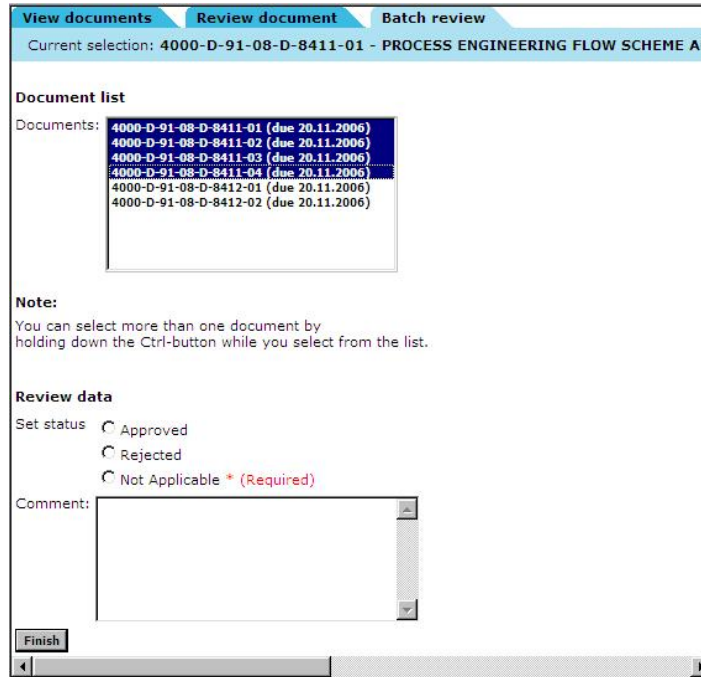 View documents Review document Batch review
Current selection: 4000-D-91-08-D-8411-01 - PROCESS ENGINEERING FLOW SCHEME A
Document list
Documents: 4000-D-91-08-D-8411-01 (due 20.11.2006)
4000-D-91-08-D-8411-02 (due 20.11.2006)
4000-D-91-08-D-8411-03 (due 20.11.2006)
4000-D-91-08-D-8411-04 (due 20.11.2006)
4000-D-91-08-D-8412-01 (due 20.11.2006)
4000-D-91-08-D-8412-02 (due 20.11.2006)
Note:
You can select more than one document by
holding down the Ctrl-button while you select from the list.
Review data
Set status Approved
Rejected
Not Applicable * (Required)
Comment:
Finish